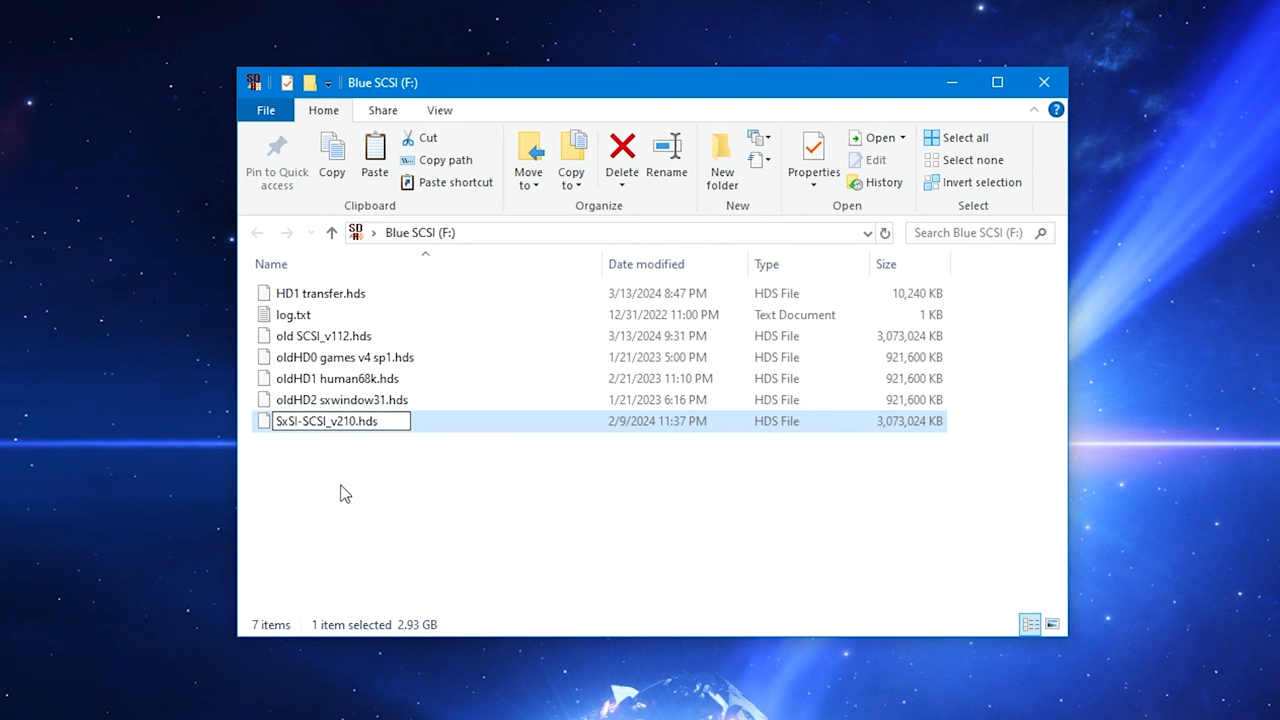 SD Blue SCSI (F:)
File Home Share View
Pin to Quick access
Copy
Paste
Cut
Copy path
Paste shortcut
Move to
Copy to
Delete
Rename
New folder
Properties
Open
Edit
History
Select all
Select none
Invert selection
Clipboard Organize New Open Select
SD Blue SCSI (F:) Search Blue SCSI (F:)
Name Date modified Type Size
HD1 transfer.hds 3/13/2024 8:47 PM HDS File 10,240 KB
log.txt 12/31/2022 11:00 PM Text Document 1 KB
old SCSI_v112.hds 3/13/2024 9:31 PM HDS File 3,073,024 KB
oldHD0 games v4 sp1.hds 1/21/2023 5:00 PM HDS File 921,600 KB
oldHD1 human68k.hds 2/21/2023 11:10 PM HDS File 921,600 KB
oldHD2 sxwindow31.hds 1/21/2023 6:16 PM HDS File 921,600 KB
SxSI-SCSI_v210.hds 2/9/2024 11:37 PM HDS File 3,073,024 KB
7 items 1 item selected 2.93 GB